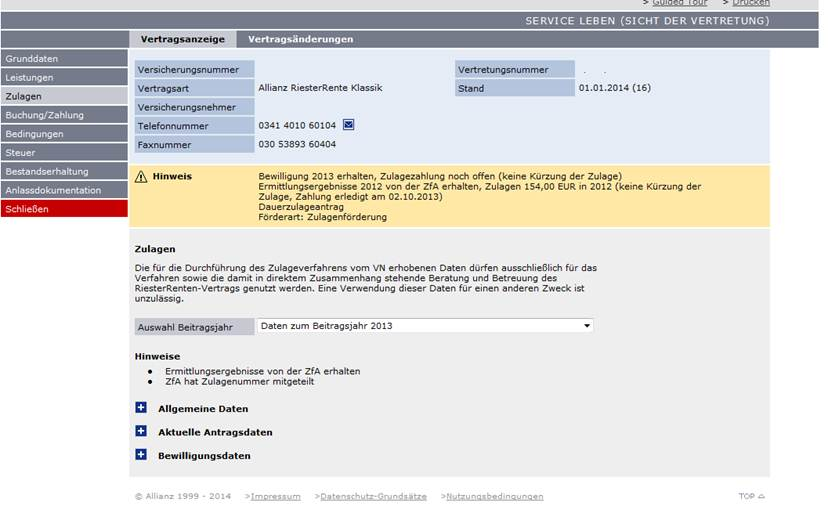 > Guided Tour > Drucken
SERVICE LEBEN (SICHT DER VERTRETUNG)
Vertragsanzeige Vertragsänderungen
Grunddaten
Leistungen
Zulagen
Buchung/Zahlung
Bedingungen
Steuer
Bestandserhaltung
Anlassdokumentation
Schließen
Versicherungsnummer Vertretungsnummer . .
Vertragsart Allianz RiesterRente Klassik Stand 01.01.2014 (16)
Versicherungsnehmer
Telefonnummer 0341 4010 60104
Faxnummer 030 53893 60404
Hinweis Bewilligung 2013 erhalten, Zulagezahlung noch offen (keine Kürzung der Zulage)
Ermittlungsergebnisse 2012 von der ZfA erhalten, Zulagen 154,00 EUR in 2012 (keine Kürzung der
Zulage, Zahlung erledigt am 02.10.2013)
Dauerzulageantrag
Förderart: Zulagenförderung
Zulagen
Die für die Durchführung des Zulageverfahrens vom VN erhobenen Daten dürfen ausschließlich für das
Verfahren sowie die damit in direktem Zusammenhang stehende Beratung und Betreuung des
RiesterRenten-Vertrags genutzt werden. Eine Verwendung dieser Daten für einen anderen Zweck ist
unzulässig.
Auswahl Beitragsjahr Daten zum Beitragsjahr 2013
Hinweise
• Ermittlungsergebnisse von der ZfA erhalten
• ZfA hat Zulagenummer mitgeteilt
Allgemeine Daten
Aktuelle Antragsdaten
Bewilligungsdaten
© Allianz 1999 - 2014 >Impressum >Datenschutz-Grundsätze >Nutzungsbedingungen TOP